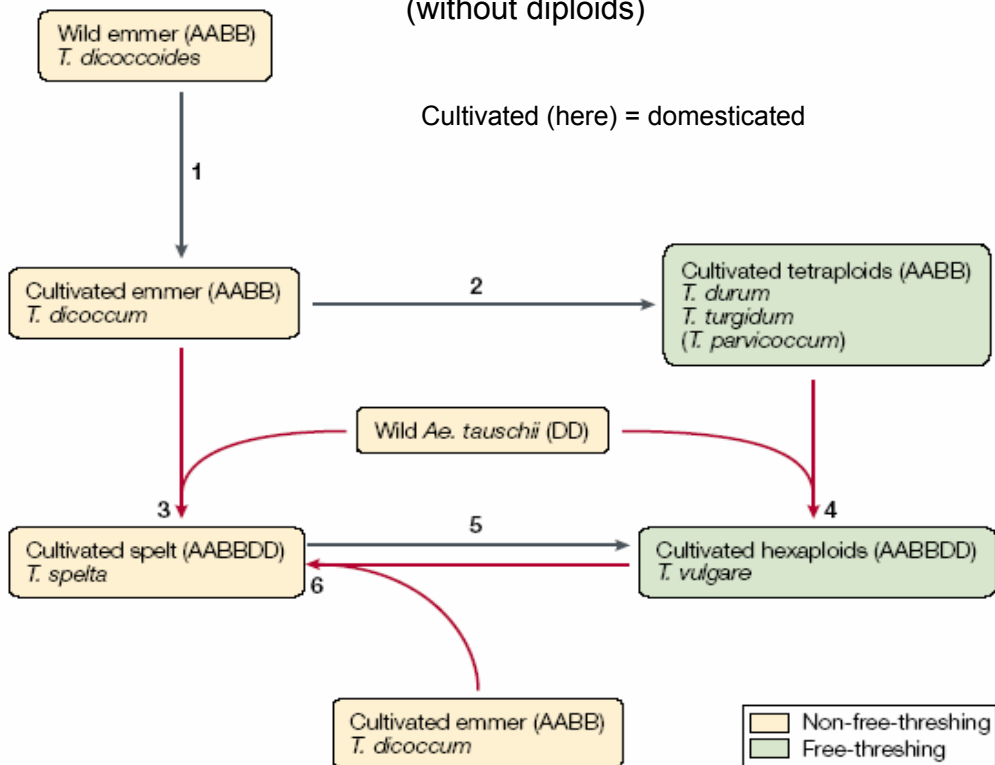 (without diploids)
Wild emmer (AABB)
T. dicoccoides
Cultivated (here) = domesticated
1
Cultivated emmer (AABB)
T. dicoccum
2
Cultivated tetraploids (AABB)
T. durum
T. turgidum
(T. parvicoccum)
Wild Ae. tauschii (DD)
3
4
Cultivated spelt (AABBDD)
T. spelta
5
6
Cultivated hexaploids (AABBDD)
T. vulgare
Cultivated emmer (AABB)
T. dicoccum
Non-free-threshing
Free-threshing